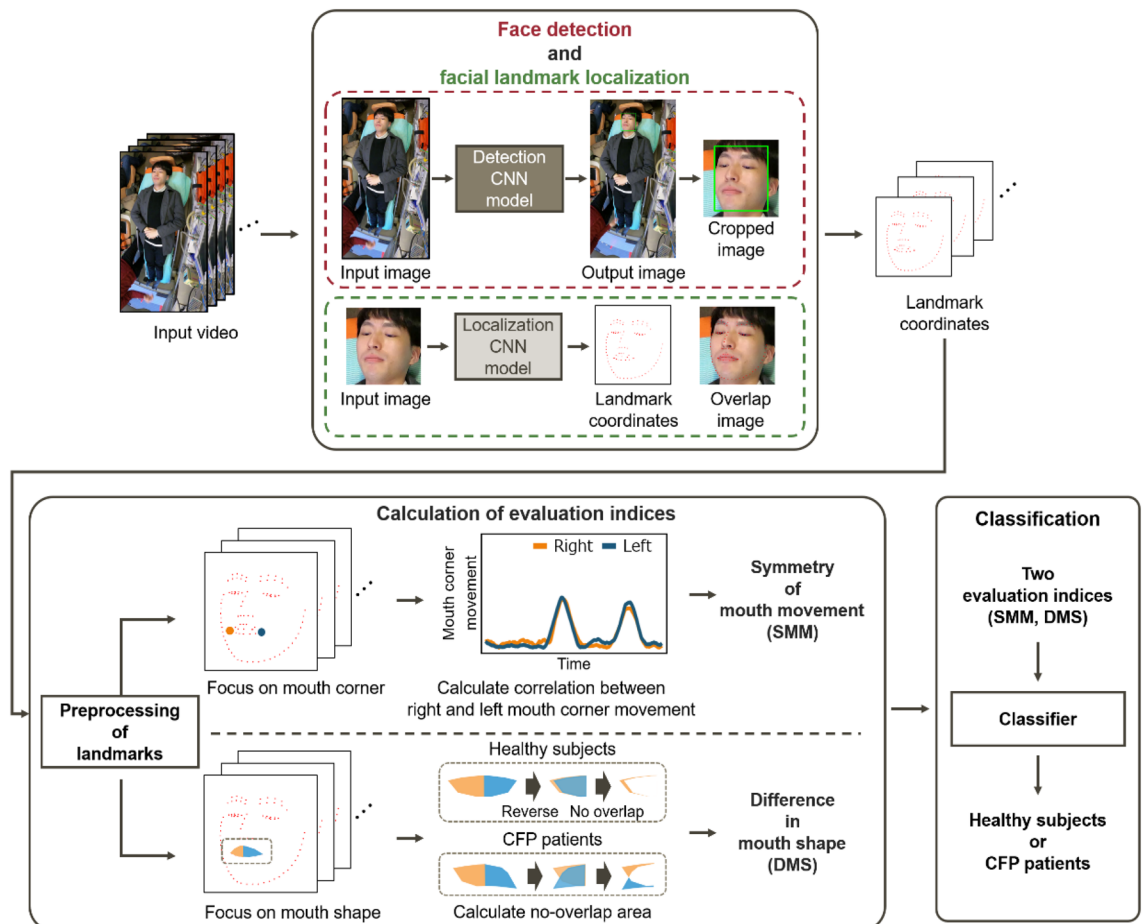 Face detection
and
facial landmark localization
Detection
CNN
model
Cropped
image
Input image
Output image
Input video
Localization
CNN
model
Input image
Landmark
coordinates
Overlap
image
Landmark
coordinates
Calculation of evaluation indices
Preprocessing
of
landmarks
Focus on mouth corner
Right
Left
Mouth corner
movement
Time
Calculate correlation between
right and left mouth corner movement
Symmetry
of
mouth movement
(SMM)
Focus on mouth shape
Healthy subjects
Reverse
No overlap
CFP patients
Calculate no-overlap area
Difference
in
mouth shape
(DMS)
Classification
Two
evaluation indices
(SMM, DMS)
Classifier
Healthy subjects
or
CFP patients